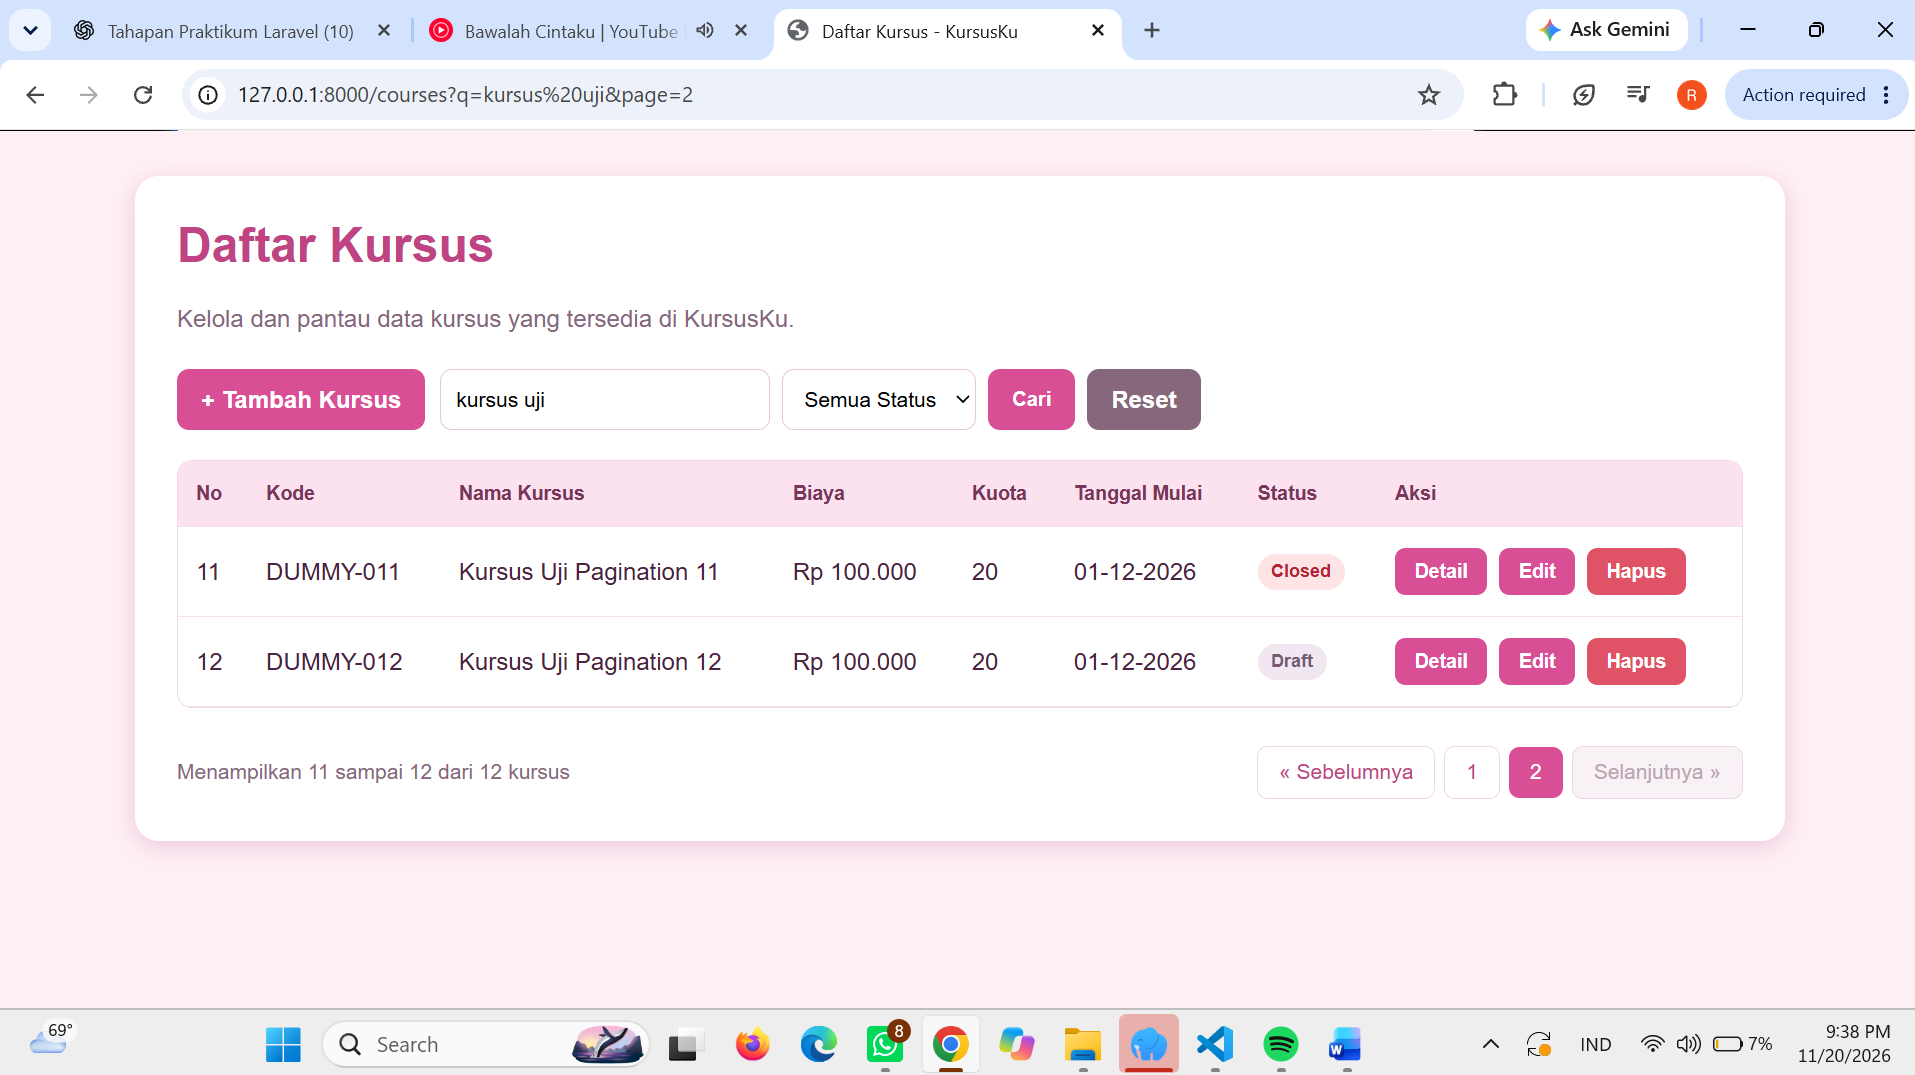 Tahapan Praktikum Laravel (10)
Bawalah Cintaku | YouTube
Daftar Kursus - KursusKu
Ask Gemini
127.0.0.1:8000/courses?q=kursus%20uji&page=2
R
Action required
Daftar Kursus
Kelola dan pantau data kursus yang tersedia di KursusKu.
+ Tambah Kursus
kursus uji
Semua Status
Cari
Reset
No Kode Nama Kursus Biaya Kuota Tanggal Mulai Status Aksi
11 DUMMY-011 Kursus Uji Pagination 11 Rp 100.000 20 01-12-2026 Closed Detail Edit Hapus
12 DUMMY-012 Kursus Uji Pagination 12 Rp 100.000 20 01-12-2026 Draft Detail Edit Hapus
Menampilkan 11 sampai 12 dari 12 kursus
« Sebelumnya 1 2 Selanjutnya »
69°
Search
8
W
IND
7%
9:38 PM
11/20/2026